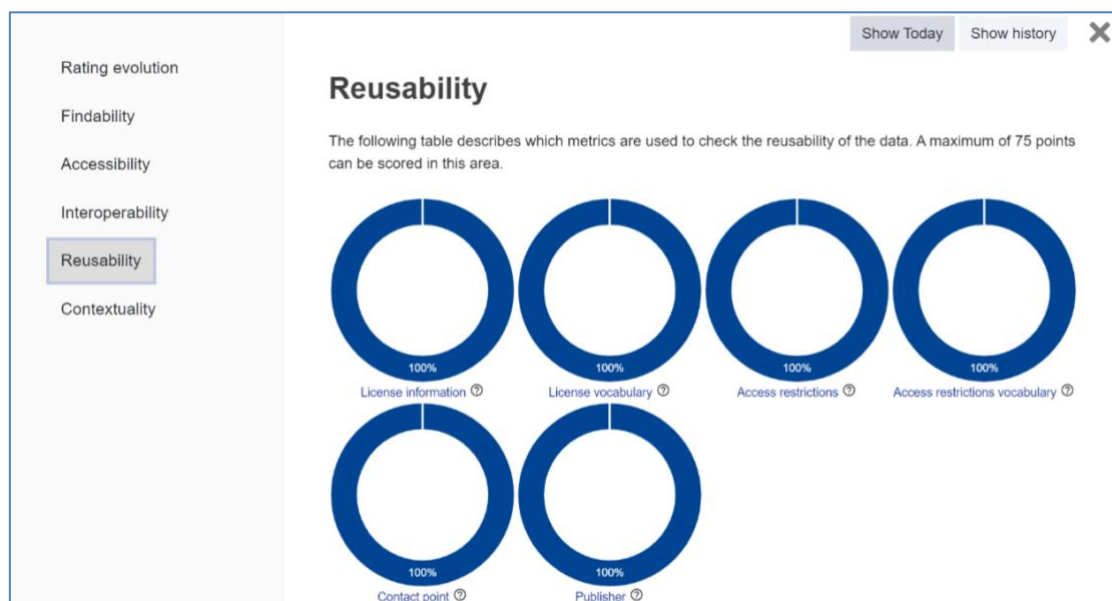 Show Today Show history
Rating evolution
Findability
Accessibility
Interoperability
Reusability
Contextuality
Reusability
The following table describes which metrics are used to check the reusability of the data. A maximum of 75 points
can be scored in this area.
100% 100% 100% 100%
License information License vocabulary Access restrictions Access restrictions vocabulary
100% 100%
Contact point Publisher